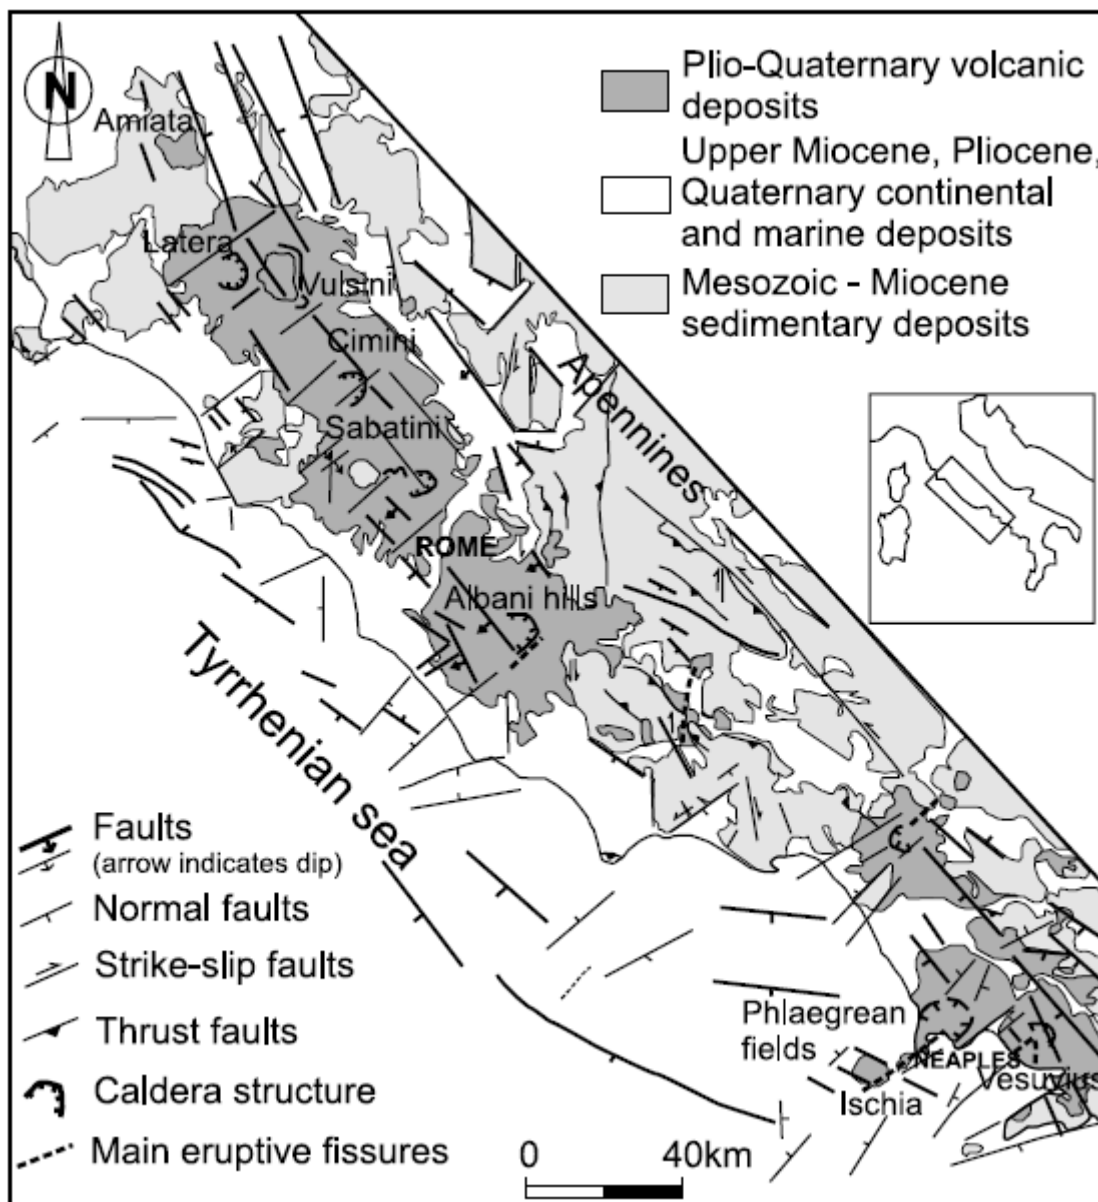 N
Plio-Quaternary volcanic
deposits
Upper Miocene, Pliocene,
Quaternary continental
and marine deposits
Mesozoic - Miocene
sedimentary deposits
Amiata
Latera
Vulsini
Cimini
Sabatini
Apennines
ROME
Albani hills
Tyrrhenian sea
Faults
(arrow indicates dip)
Normal faults
Strike-slip faults
Thrust faults
Caldera structure
Main eruptive fissures
Phlaegrean
fields
NEAPLES
Vesuvius
Ischia
0 40km